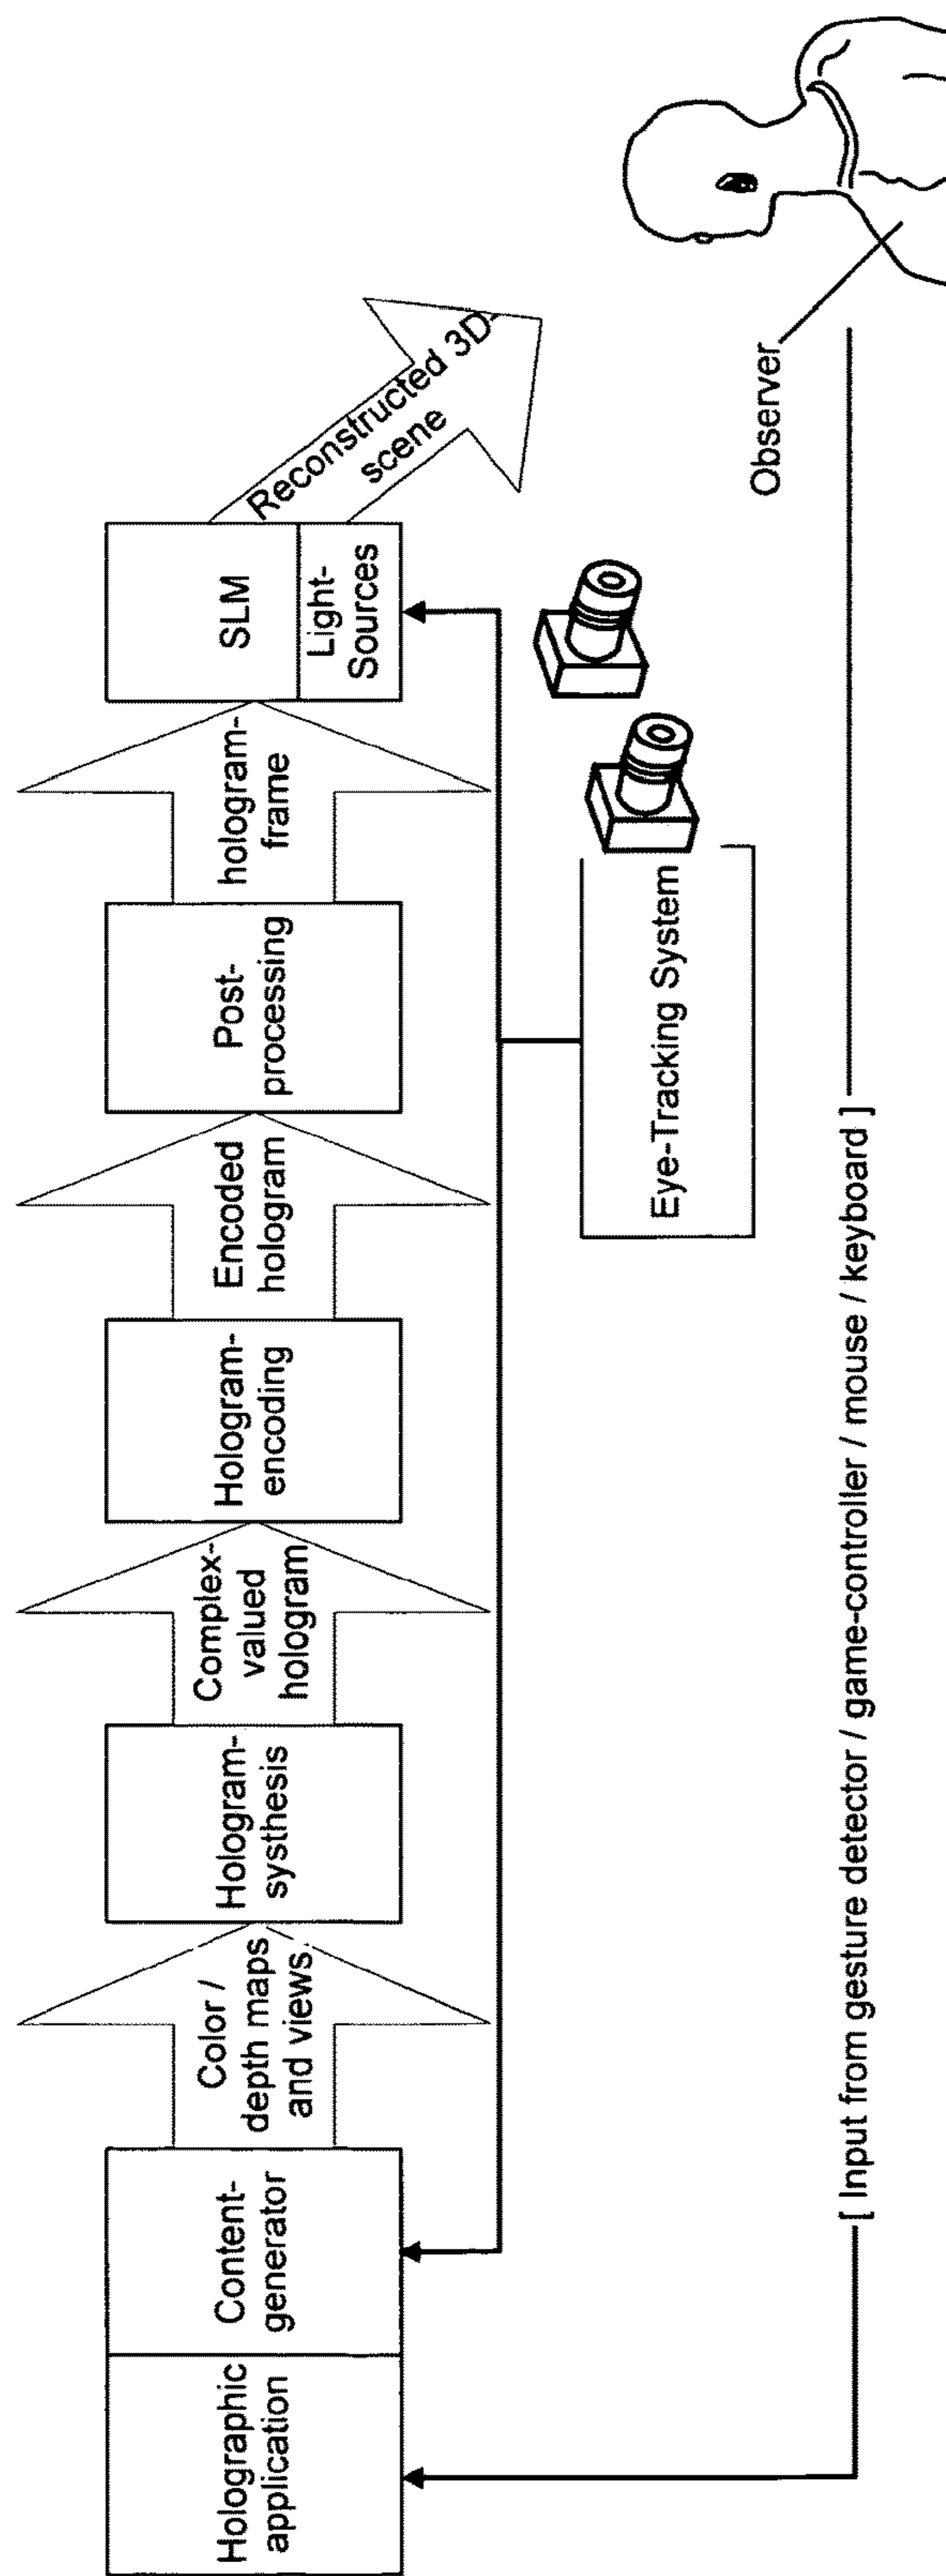 Holographic
application
Content-
generator
Color /
depth maps
and views
Hologram-
systhesis
Complex-
valued
hologram
Hologram-
encoding
Encoded
hologram
Post-
processing
hologram-
frame
SLM
Light-
Sources
Reconstructed 3D-
scene
Eye-Tracking System
Observer
[ Input from gesture detector / game-controller / mouse / keyboard ]